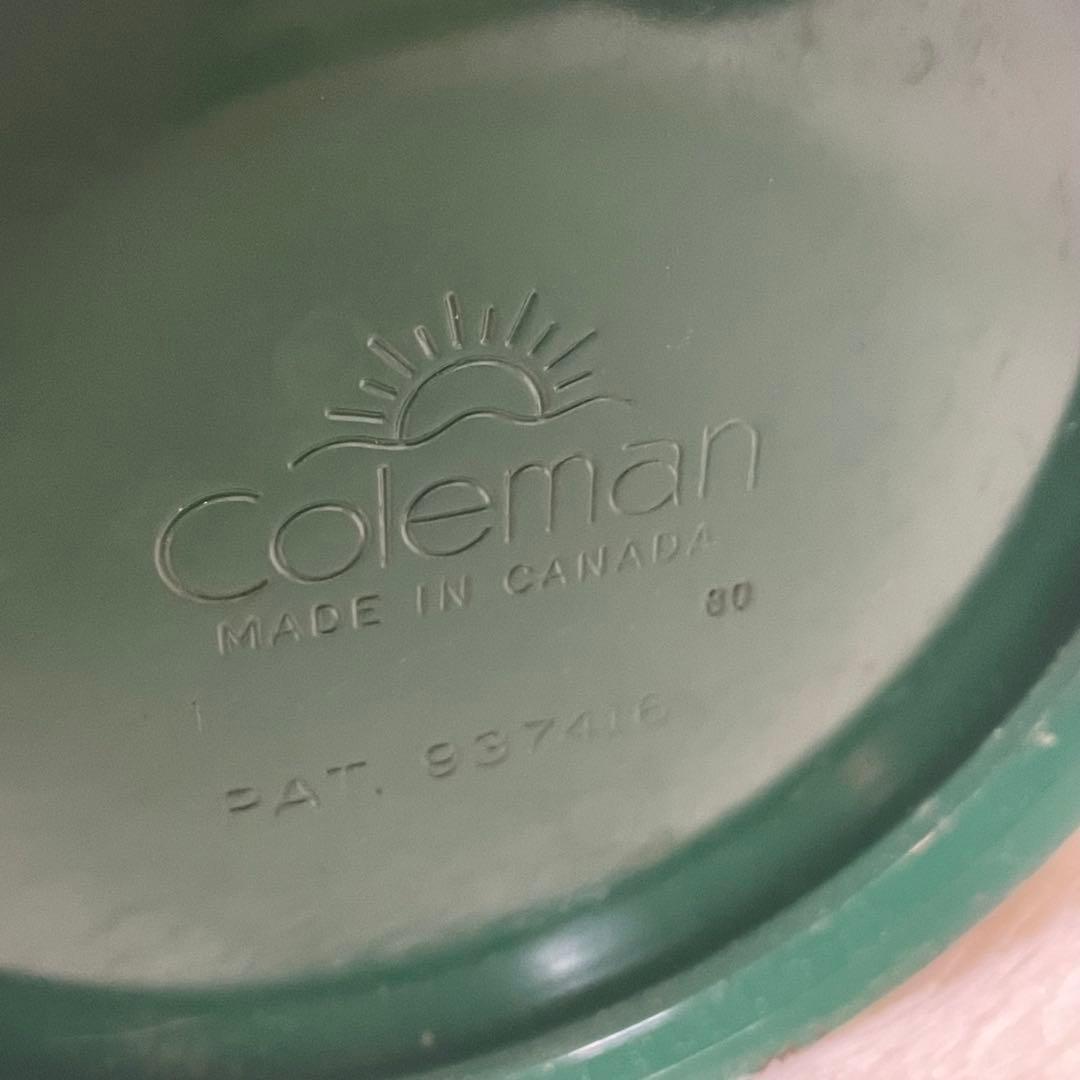 Coleman
MADE IN CANADA
80
PAT. 937416